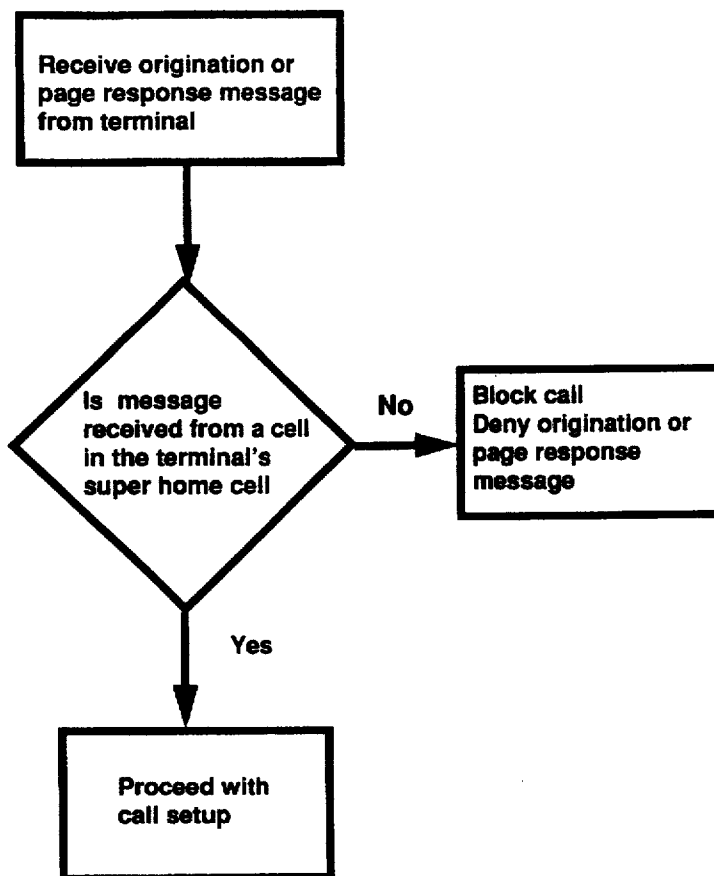 Receive origination or
page response message
from terminal
Is message
received from a cell
in the terminal's
super home cell
No
Block call
Deny origination or
page response
message
Yes
Proceed with
call setup